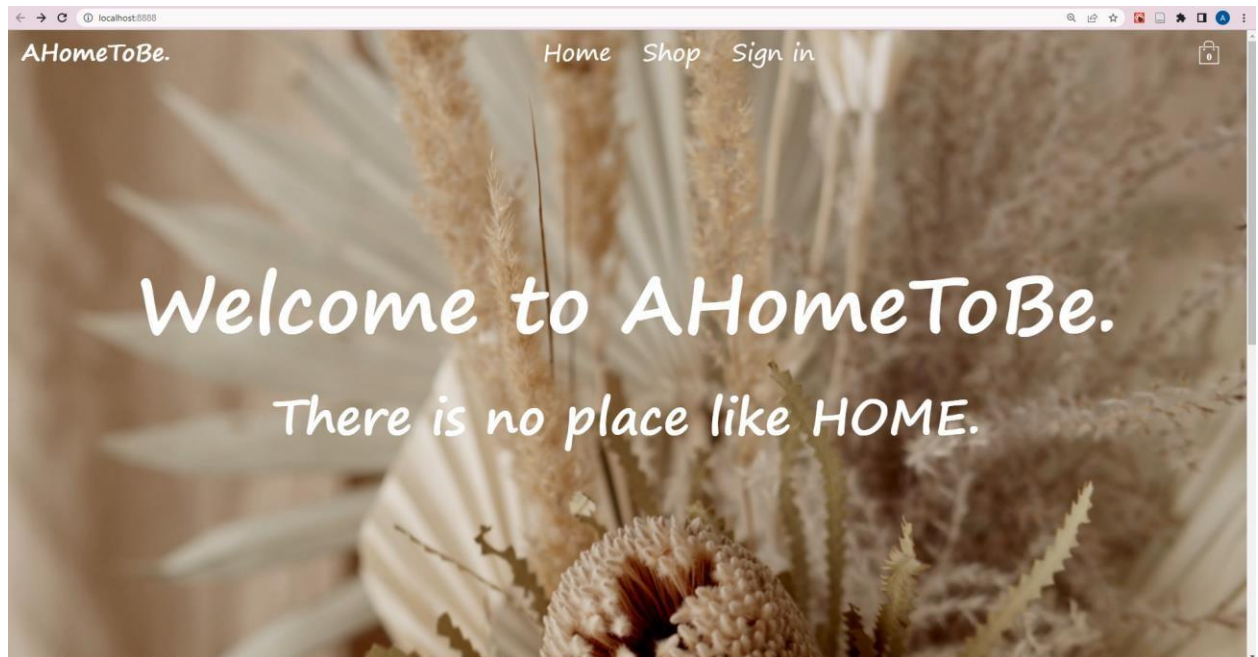 localhost:8888
A
AHomeToBe.
Home Shop Sign in
0
Welcome to AHomeToBe.
There is no place like HOME.